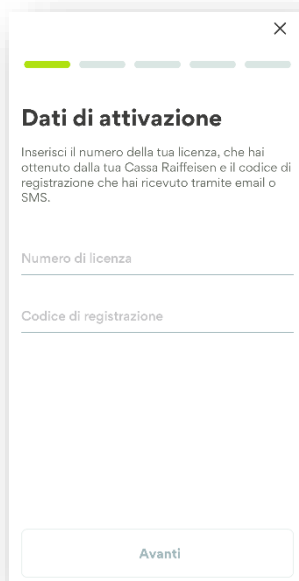 Dati di attivazione
Inserisci il numero della tua licenza, che hai
ottenuto dalla tua Cassa Raiffeisen e il codice di
registrazione che hai ricevuto tramite email o
SMS.
Numero di licenza
Codice di registrazione
Avanti